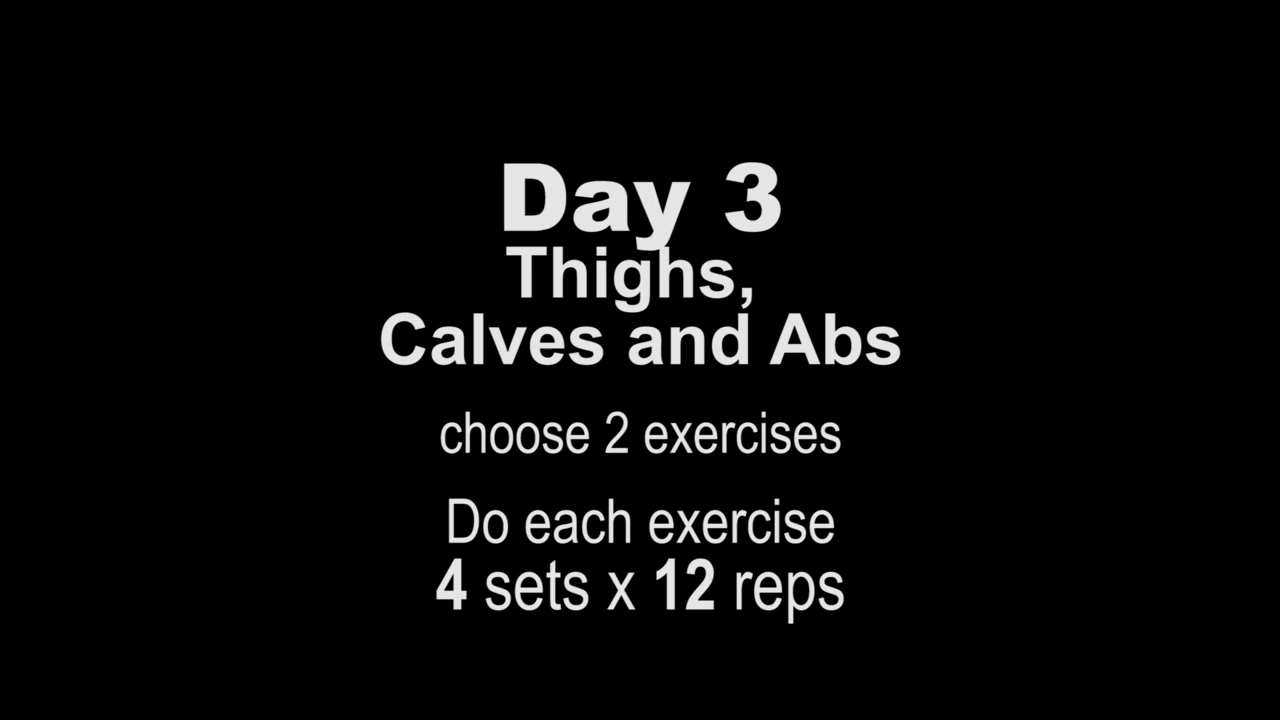 Day 3
Thighs,
Calves and Abs
choose 2 exercises
Do each exercise
4 sets x 12 reps